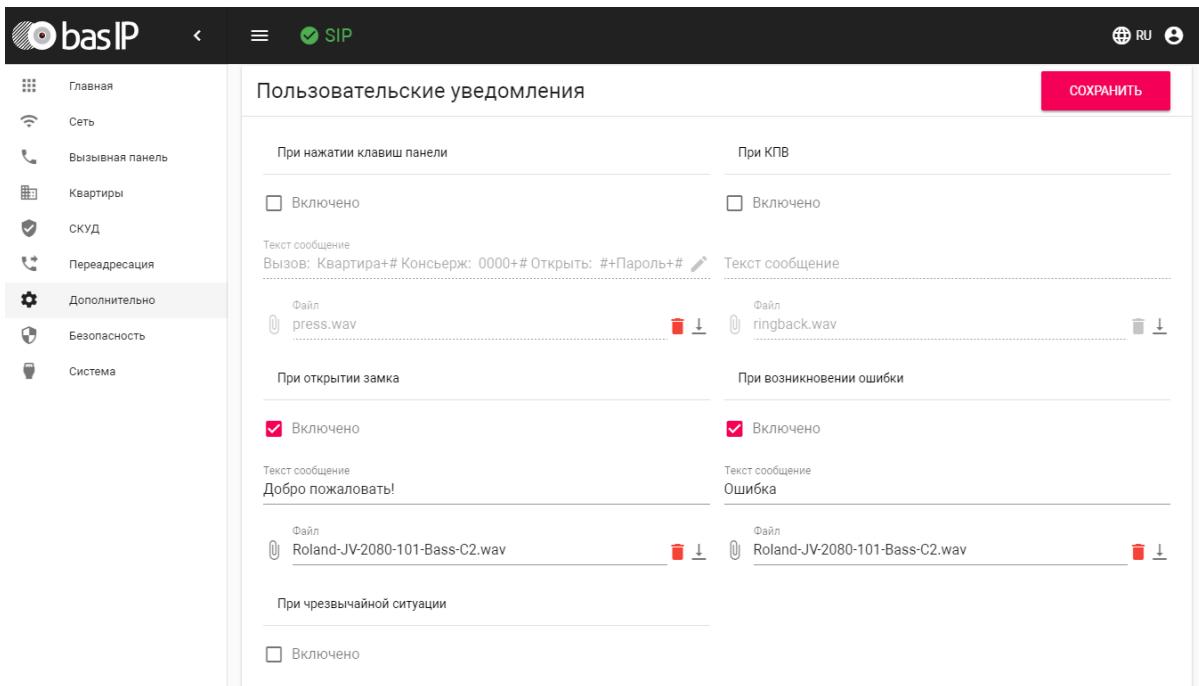 basIP
SIP
RU
Главная
Сеть
Вызывная панель
Квартиры
СКУД
Переадресация
Дополнительно
Безопасность
Система
Пользовательские уведомления
СОХРАНИТЬ
При нажатии клавиш панели
Включено
Текст сообщение
Вызов: Квартира+# Консьерж: 0000+# Открыть: #+Пароль+#
Файл
press.wav
При КПВ
Включено
Текст сообщение
Файл
ringback.wav
При открытии замка
Включено
Текст сообщение
Добро пожаловать!
Файл
Roland-JV-2080-101-Bass-C2.wav
При возникновении ошибки
Включено
Текст сообщение
Ошибка
Файл
Roland-JV-2080-101-Bass-C2.wav
При чрезвычайной ситуации
Включено